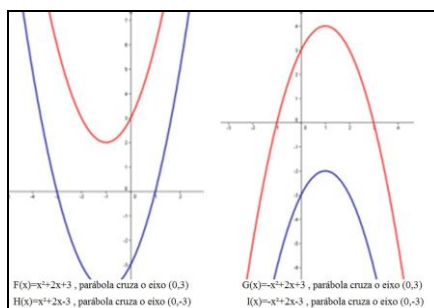 F(x)=x²+2x+3 , parábola cruza o eixo (0,3)
H(x)=x²+2x-3 , parábola cruza o eixo (0,-3)
G(x)=-x²+2x+3 , parábola cruza o eixo (0,3)
I(x)=-x²+2x-3 , parábola cruza o eixo (0,-3)